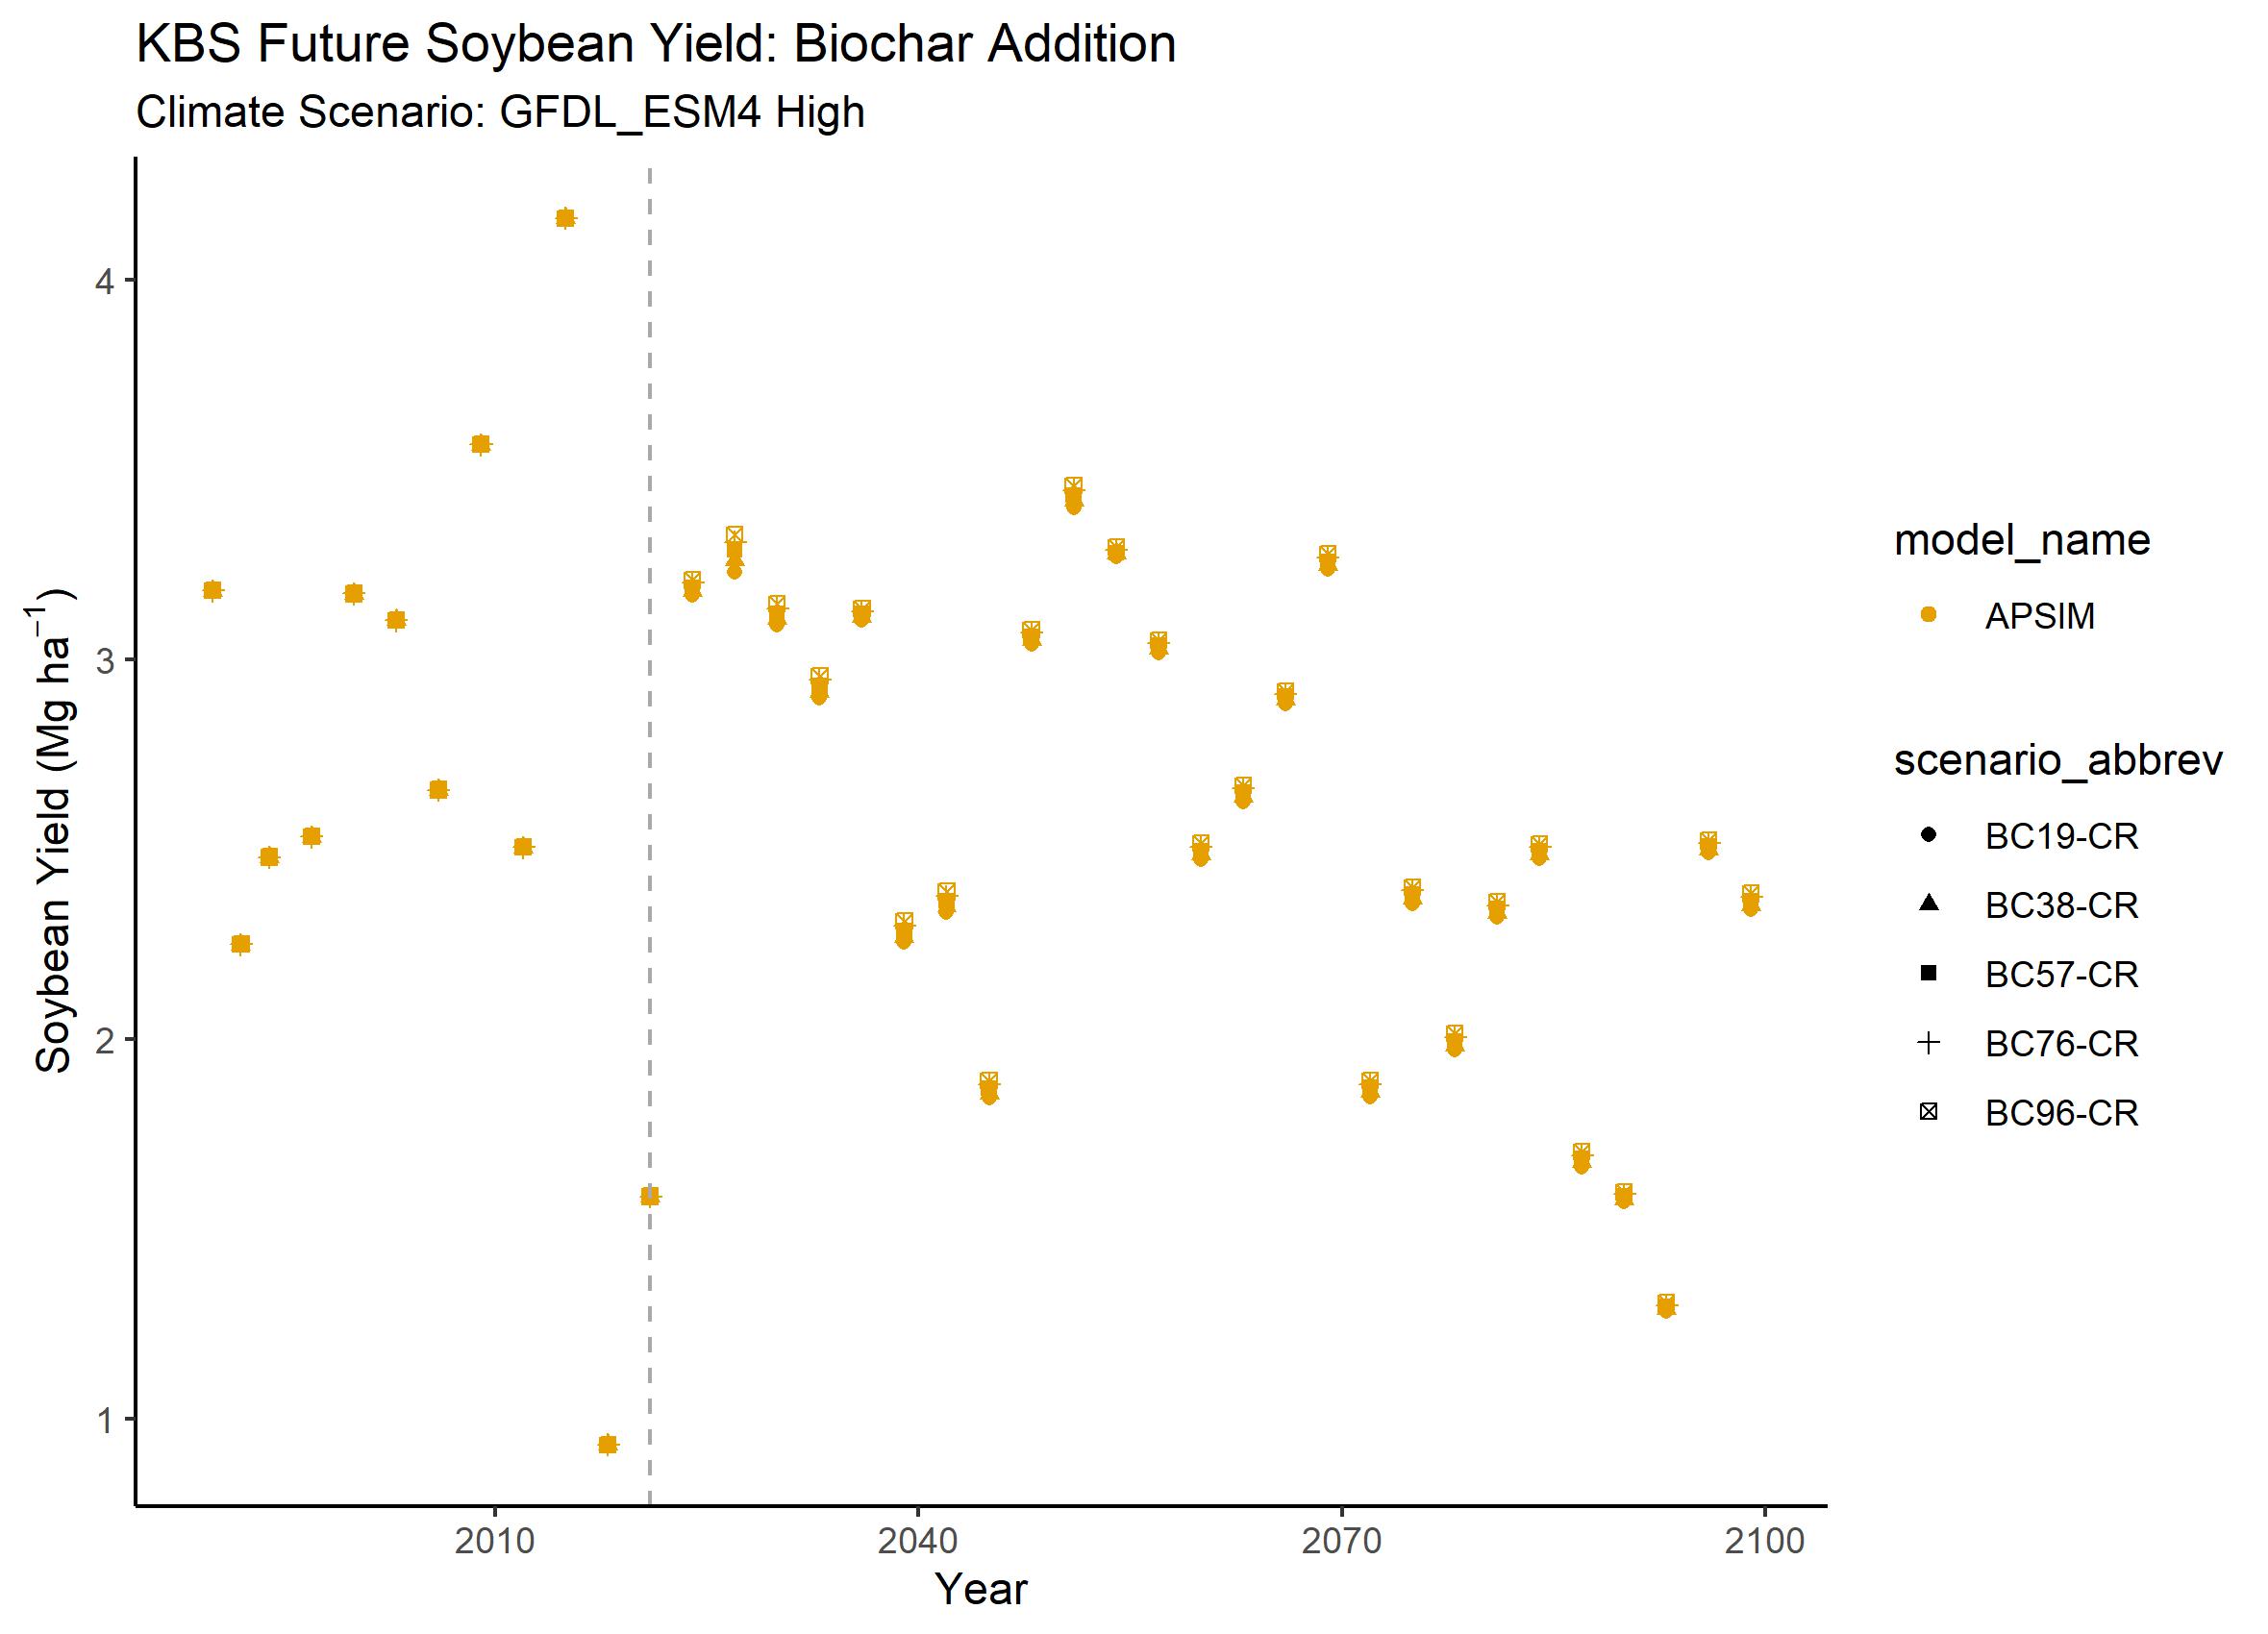 KBS Future Soybean Yield: Biochar Addition
Climate Scenario: GFDL_ESM4 High
Soybean Yield (Mg ha⁻¹)
4
3
2
1
2010 2040 2070 2100
Year
model_name
APSIM
scenario_abbrev
BC19-CR
BC38-CR
BC57-CR
BC76-CR
BC96-CR